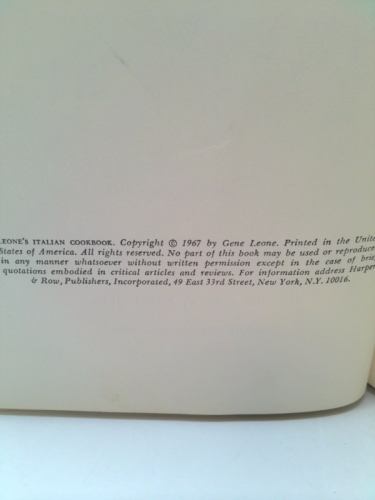 LEONE'S ITALIAN COOKBOOK. Copyright © 1967 by Gene Leone. Printed in the United
States of America. All rights reserved. No part of this book may be used or reproduced
in any manner whatsoever without written permission except in the case of brief
quotations embodied in critical articles and reviews. For information address Harper
& Row, Publishers, Incorporated, 49 East 33rd Street, New York, N.Y. 10016.